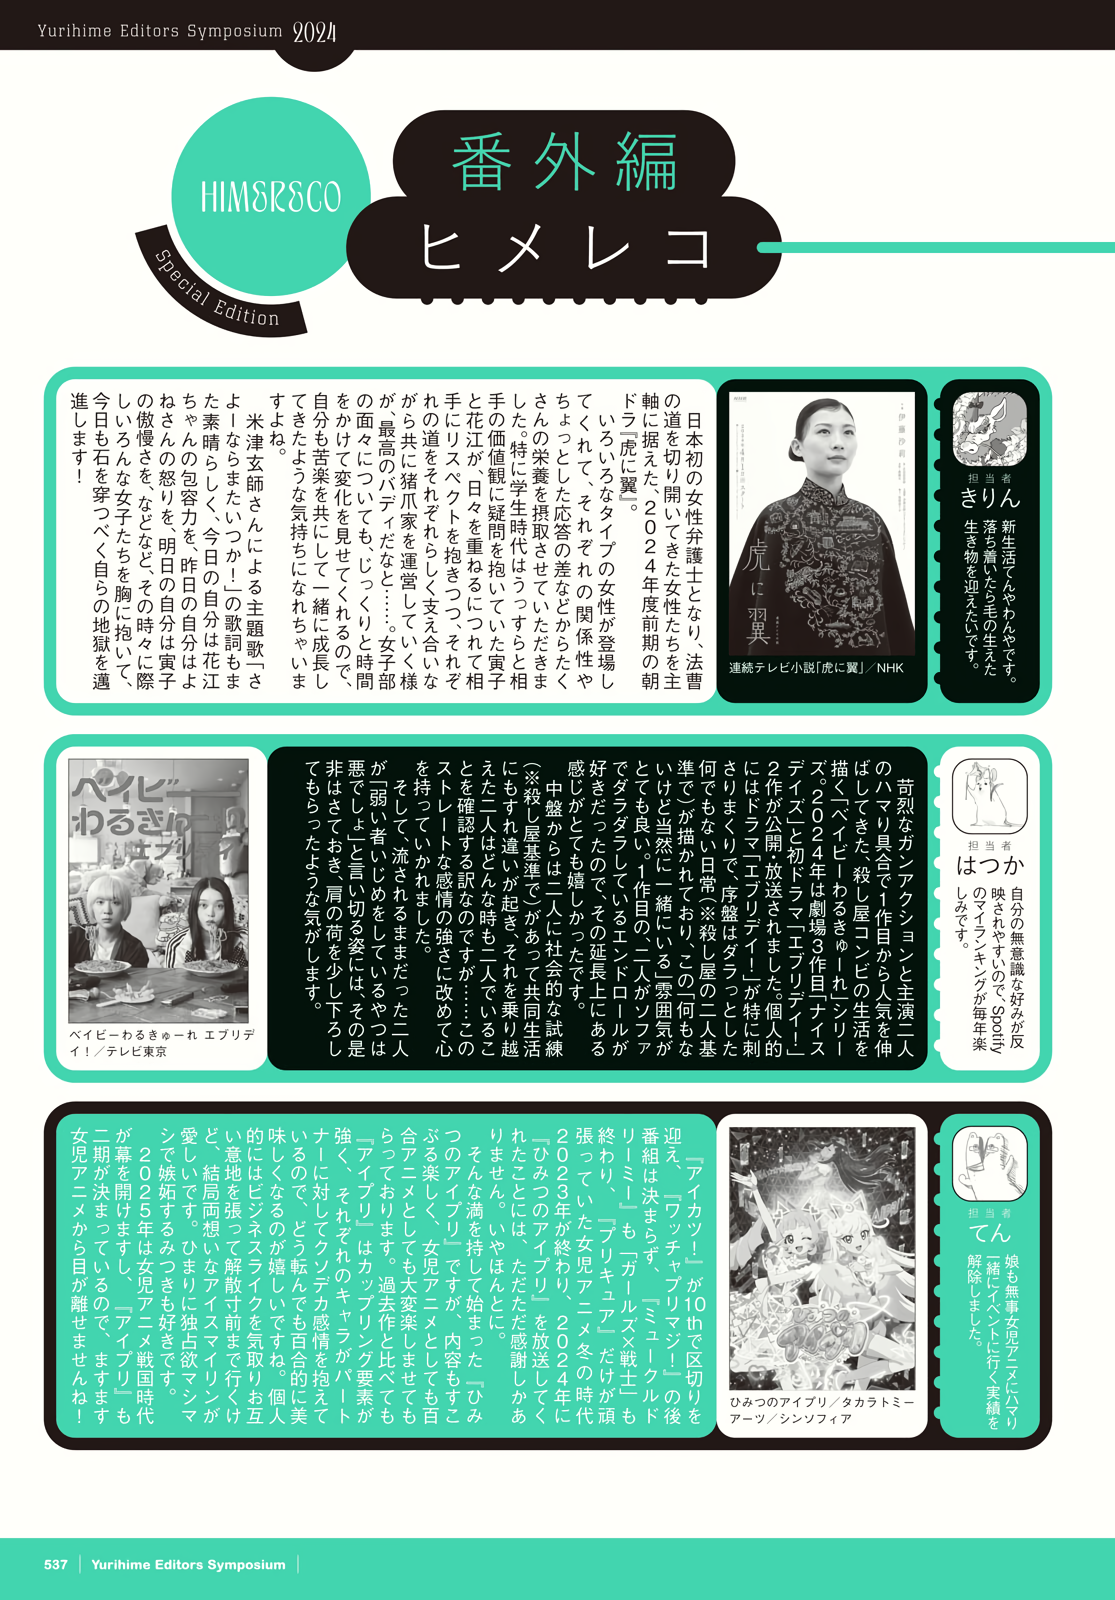 Yurihime Editors Symposium 2024
HIMERECO
Special Edition
番外編
ヒメレコ
担当者
きりん
新生活てんやわんやです。
落ち着いたら毛の生えた
生き物を迎えたいです。
伊藤沙莉
虎に翼
連続テレビ小説「虎に翼」／NHK
日本初の女性弁護士となり、法曹
の道を切り開いてきた女性たちを主
軸に据えた、2024年度前期の朝
ドラ『虎に翼』。
いろいろなタイプの女性が登場し
てくれて、それぞれの関係性や
ちょっとした応答の差などからたく
さんの栄養を摂取させていただきま
した。特に学生時代はうっすらと相
手の価値観に疑問を抱いていた寅子
と花江が、日々を重ねるにつれて相
手にリスペクトを抱きつつ、それぞ
れの道をそれぞれらしく支え合いな
がら共に猪爪家を運営していく様
が、最高のバディだなと……。女子部
の面々についても、じっくりと時間
をかけて変化を見せてくれるので、
自分も苦楽を共にして一緒に成長し
てきたような気持ちになれちゃいま
すよね。
米津玄師さんによる主題歌「さ
よーならまたいつか！」の歌詞もま
た素晴らしく、今日の自分は花江
ちゃんの包容力を、昨日の自分はよ
ねさんの怒りを、明日の自分は寅子
の傲慢さを、などなど、その時々に際
しいろんな女子たちを胸に抱いて、
今日も石を穿つべく自らの地獄を邁
進します！
担当者
はつか
自分の無意識な好みが反
映されやすいので、Spotify
のマイランキングが毎年楽
しみです。
苛烈なガンアクションと主演二人
のハマり具合で1作目から人気を伸
ばしてきた、殺し屋コンビの生活を
描く「ベイビーわるきゅーれ」シリー
ズ。2024年は劇場3作目「ナイス
デイズ」と初ドラマ「エブリデイ！」
2作が公開・放送されました。個人的
にはドラマ「エブリデイ！」が特に刺
さりまくりで、序盤はダラっとした
何でもない日常（※殺し屋の二人基
準で）が描かれており、この「何もな
いけど当然に一緒にいる」雰囲気が
とても良い。1作目の、二人がソファ
でダラダラしているエンドロールが
好きだったので、その延長上にある
感じがとても嬉しかったです。
中盤からは二人に社会的な試練
（※殺し屋基準で）があって共同生活
にもすれ違いが起き、それを乗り越
えた二人はどんな時も二人でいるこ
とを確認する訳なのですが……この
ストレートな感情の強さに改めて心
を持っていかれました。
そして、流されるままだった二人
が「弱い者いじめをしているやつは
悪でしょ」と言い切る姿には、その是
非はさておき、肩の荷を少し下ろし
てもらったような気がします。
ベイビー
わるきゅーれ
エブリデイ！
ベイビーわるきゅーれ エブリデ
イ！／テレビ東京
担当者
てん
娘も無事女児アニメにハマり
一緒にイベントに行く実績を
解除しました。
ひみつのアイプリ／タカラトミー
アーツ／シンソフィア
『アイカツ！』が10thで区切りを
迎え、『ワッチャプリマジ！』の後
番組は決まらず、『ミュークルド
リーミー』も「ガールズ×戦士」も
終わり、『プリキュア』だけが頑
張っていた女児アニメ冬の時代
2023年が終わり、2024年に
『ひみつのアイプリ』を放送してく
れたことには、ただただ感謝しかあ
りません。いやほんとに。
そんな満を持して始まった『ひみ
つのアイプリ』ですが、内容もすこ
ぶる楽しく、女児アニメとしても百
合アニメとしても大変楽しませても
らっております。過去作と比べても
『アイプリ』はカップリング要素が
強く、それぞれのキャラがパート
ナーに対してクソデカ感情を抱えて
いるので、どう転んでも百合的に美
味しくなるのが嬉しいですね。個人
的にはビジネスライクを気取りお互
い意地を張って解散寸前まで行くけ
ど、結局両想いなアイスマイリンが
愛しいです。ひまりに独占欲マシマ
シで嫉妬するみつきも好きです。
2025年は女児アニメ戦国時代
が幕を開けますし、『アイプリ』も
二期が決まっているので、ますます
女児アニメから目が離せませんね！
537 Yurihime Editors Symposium